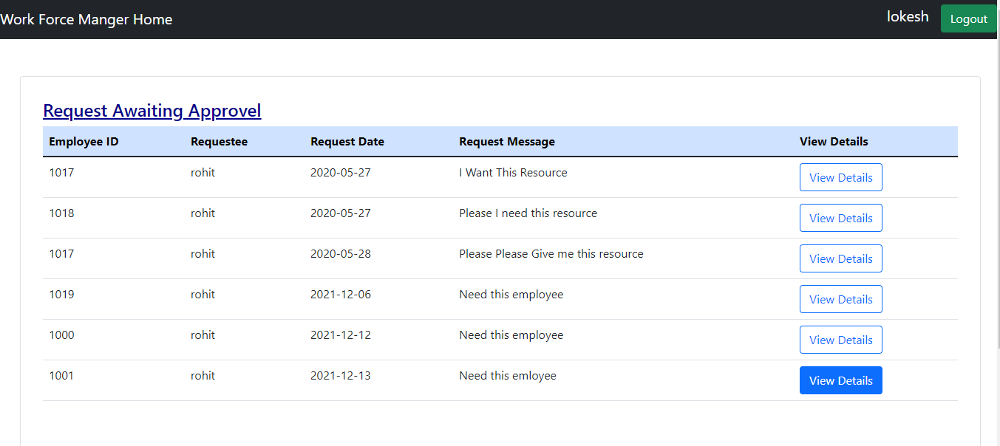 Work Force Manger Home lokesh Logout
Request Awaiting Approvel
Employee ID Requestee Request Date Request Message View Details
1017 rohit 2020-05-27 I Want This Resource View Details
1018 rohit 2020-05-27 Please I need this resource View Details
1017 rohit 2020-05-28 Please Please Give me this resource View Details
1019 rohit 2021-12-06 Need this employee View Details
1000 rohit 2021-12-12 Need this employee View Details
1001 rohit 2021-12-13 Need this emloyee View Details